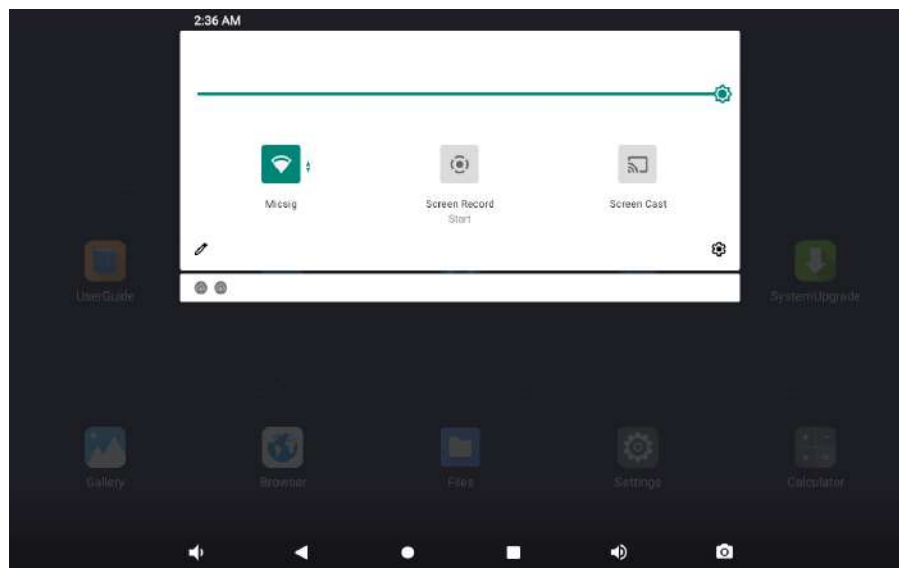 2:36 AM
Micsig
Screen Record
Start
Screen Cast
UserGuide
SystemUpgrade
Gallery
Browser
Files
Settings
Calculator